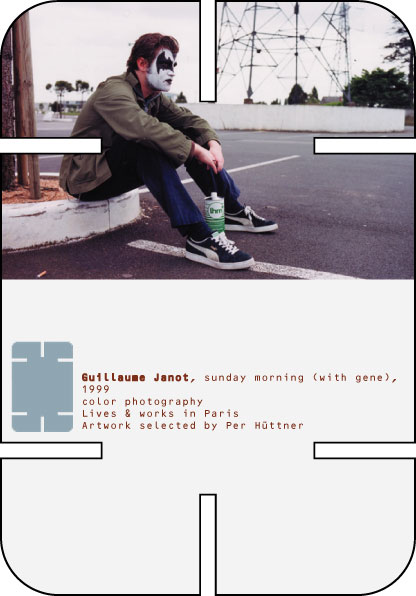 Guillaume Janot, sunday morning (with gene),
1999
color photography
Lives & works in Paris
Artwork selected by Per Hüttner